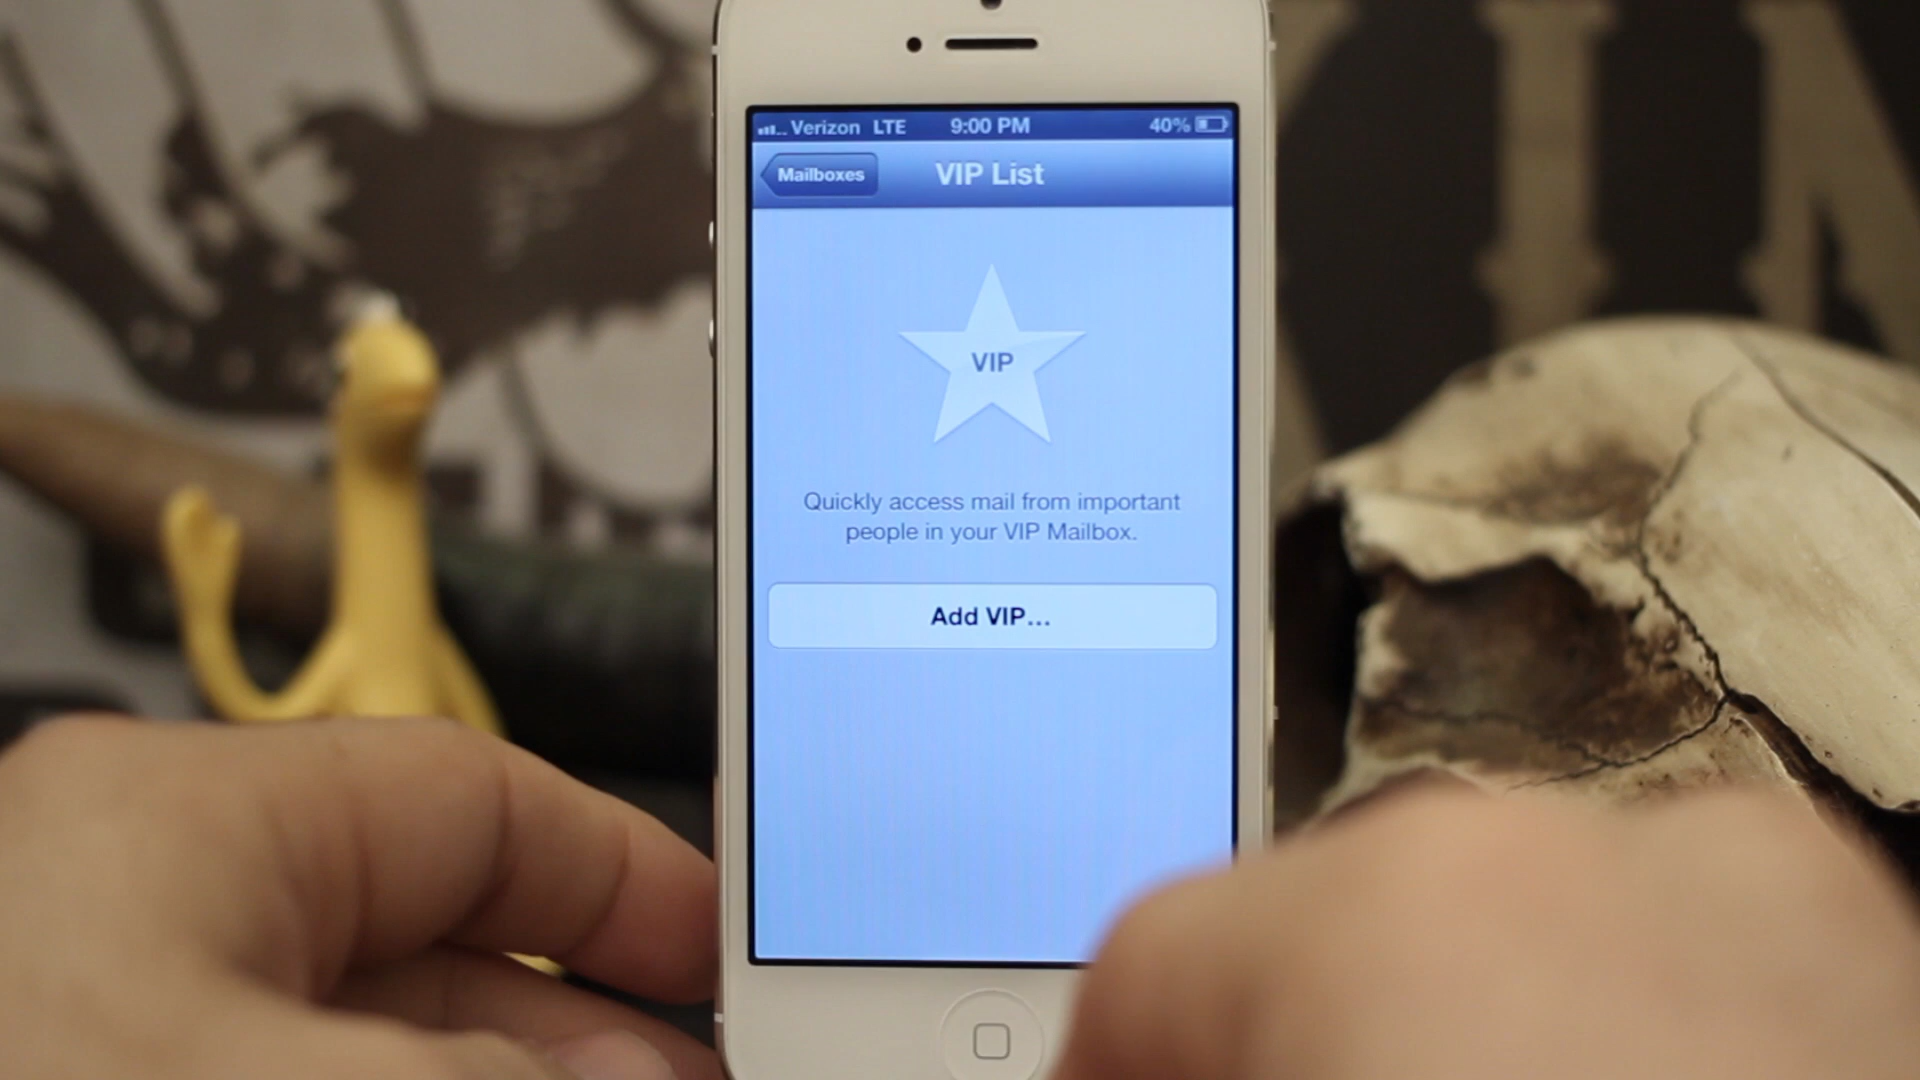 Verizon LTE 9:00 PM 40%
Mailboxes VIP List
VIP
Quickly access mail from important
people in your VIP Mailbox.
Add VIP...